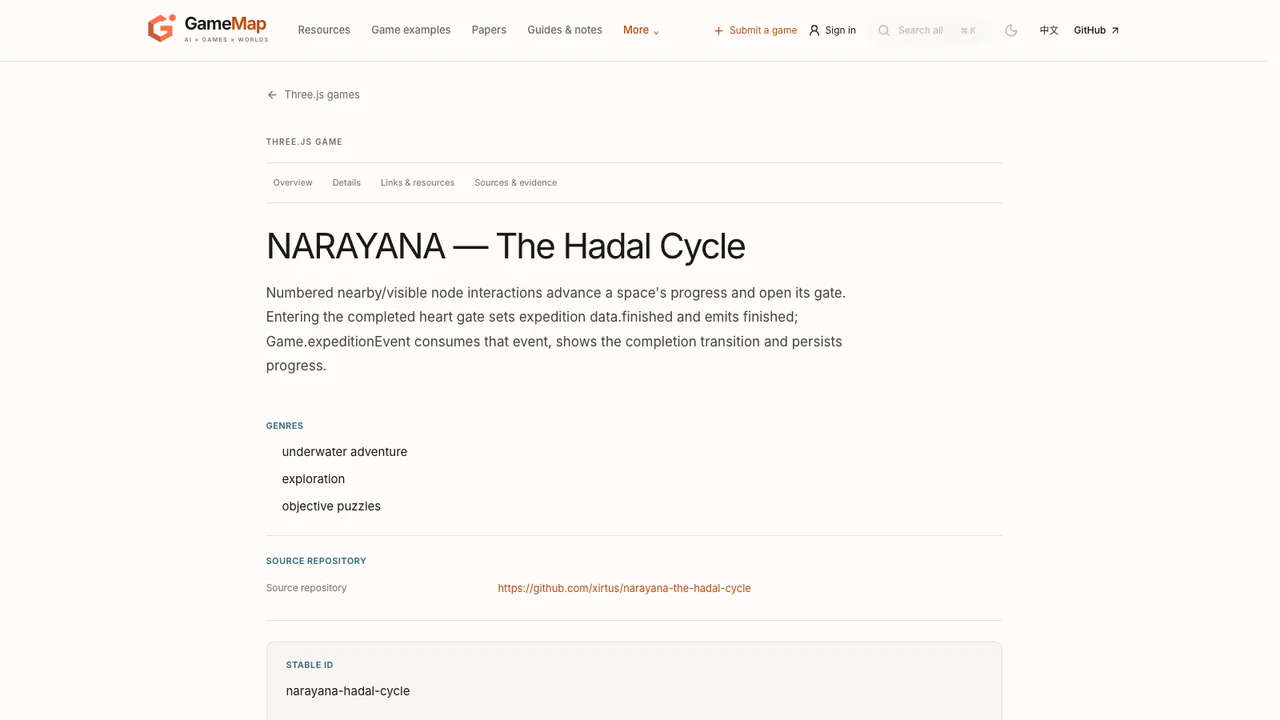 GameMap
AI × GAMES × WORLDS
Resources
Game examples
Papers
Guides & notes
More
Submit a game
Sign in
Search all
⌘ K
中文
GitHub
Three.js games
THREE.JS GAME
Overview
Details
Links & resources
Sources & evidence
NARAYANA — The Hadal Cycle
Numbered nearby/visible node interactions advance a space's progress and open its gate.
Entering the completed heart gate sets expedition data.finished and emits finished;
Game.expeditionEvent consumes that event, shows the completion transition and persists
progress.
GENRES
underwater adventure
exploration
objective puzzles
SOURCE REPOSITORY
Source repository
https://github.com/xirtus/narayana-the-hadal-cycle
STABLE ID
narayana-hadal-cycle